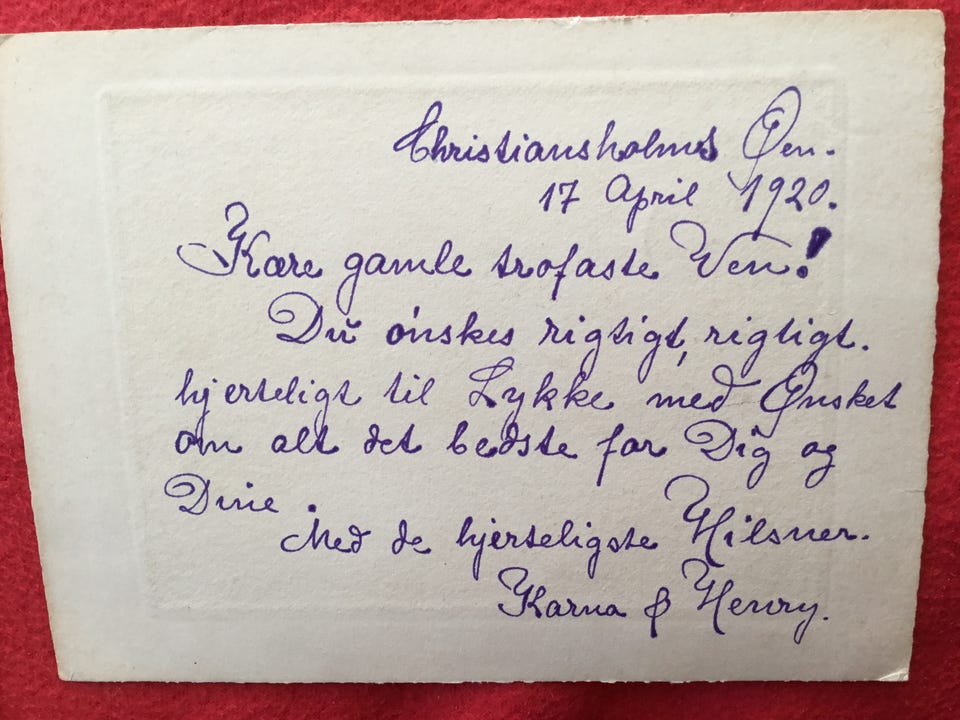 Christiansholms Øen.
17 April 1920.
Kære gamle trofaste Ven!
Du ønskes rigtigt, rigtigt.
hjerteligt til Lykke med Ønsket
om alt det bedste for Dig og
Dine.
Med de hjerteligste Hilsner.
Karna & Henry.